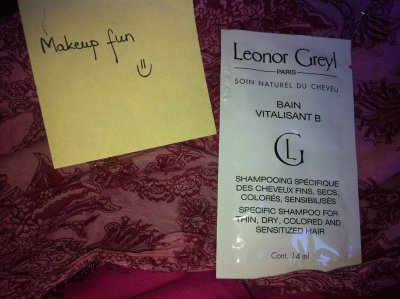 Makeup fun
Leonor Greyl
PARIS
SOIN NATUREL DU CHEVEU
BAIN
VITALISANT B
LG
SHAMPOOING SPÉCIFIQUE
DES CHEVEUX FINS, SECS,
COLORÉS, SENSIBILISÉS
SPECIFIC SHAMPOO FOR
THIN, DRY, COLORED AND
SENSITIZED HAIR
Cont. 14 ml